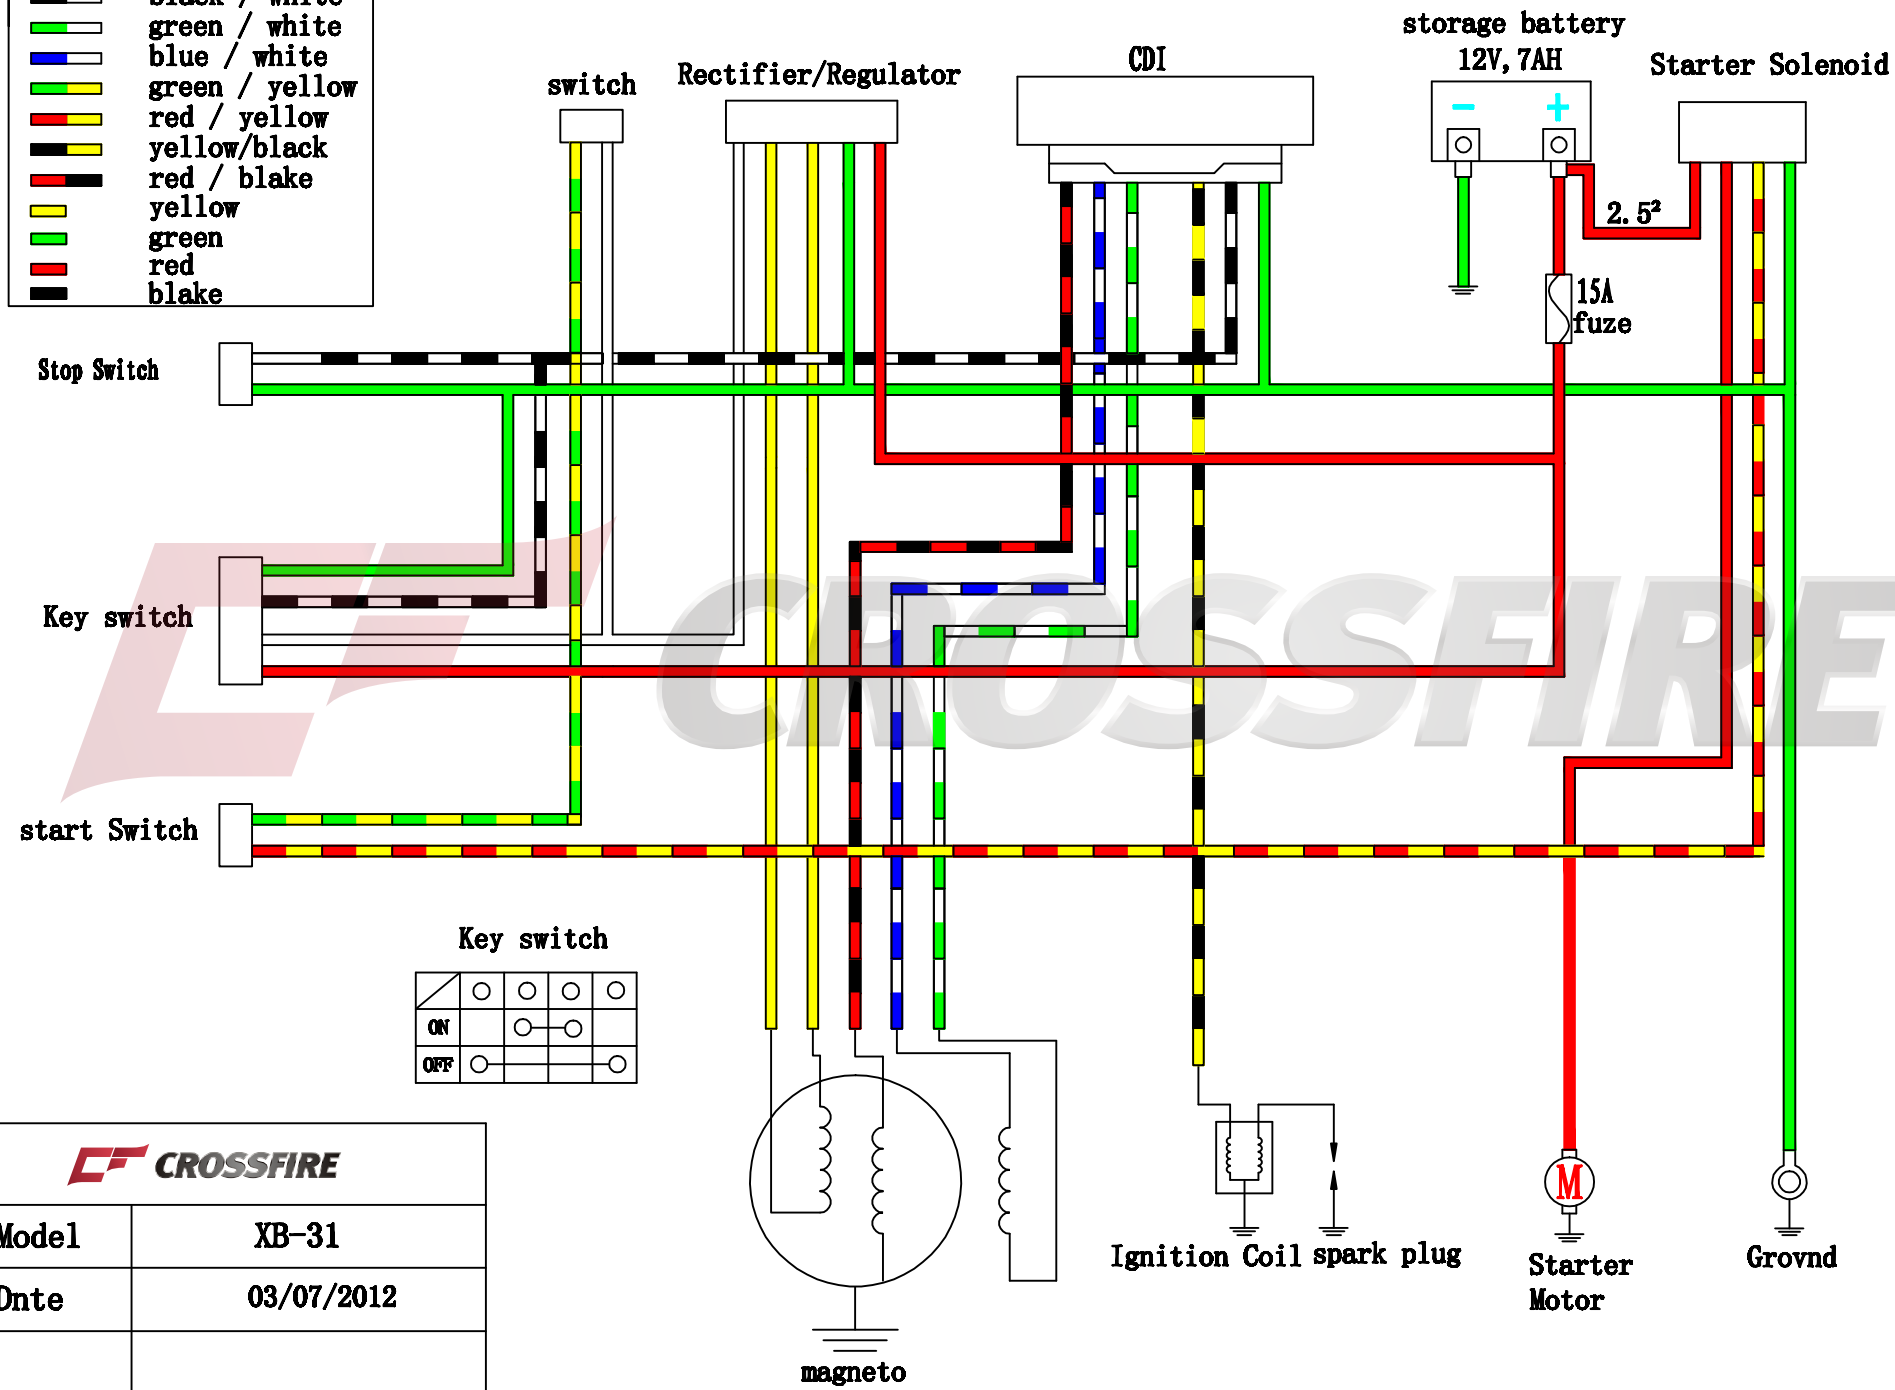 black / white
green / white
blue / white
green / yellow
red / yellow
yellow/black
red / blake
yellow
green
red
blake
switch
Rectifier/Regulator
CDI
storage battery
12V, 7AH
- +
Starter Solenoid
2.5²
15A
fuze
Stop Switch
Key switch
start Switch
CROSSFIRE
Key switch
ON
OFF
CROSSFIRE
Model XB-31
Dnte 03/07/2012
magneto
Ignition Coil
spark plug
M
Starter
Motor
Grovnd